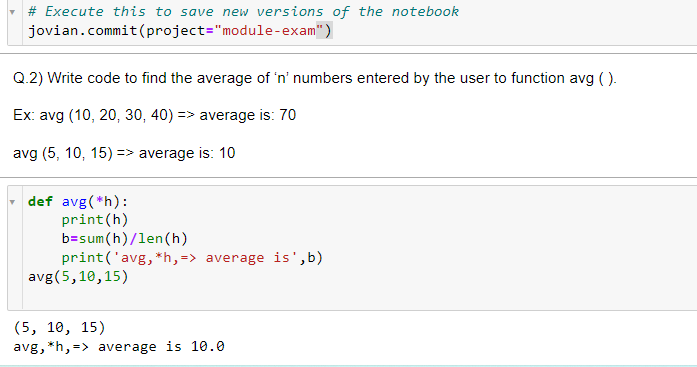 # Execute this to save new versions of the notebook
jovian.commit(project="module-exam")
Q.2) Write code to find the average of ‘n’ numbers entered by the user to function avg ( ).
Ex: avg (10, 20, 30, 40) => average is: 70
avg (5, 10, 15) => average is: 10
def avg(*h):
    print(h)
    b=sum(h)/len(h)
    print('avg,*h,=> average is',b)
avg(5,10,15)
(5, 10, 15)
avg,*h,=> average is 10.0